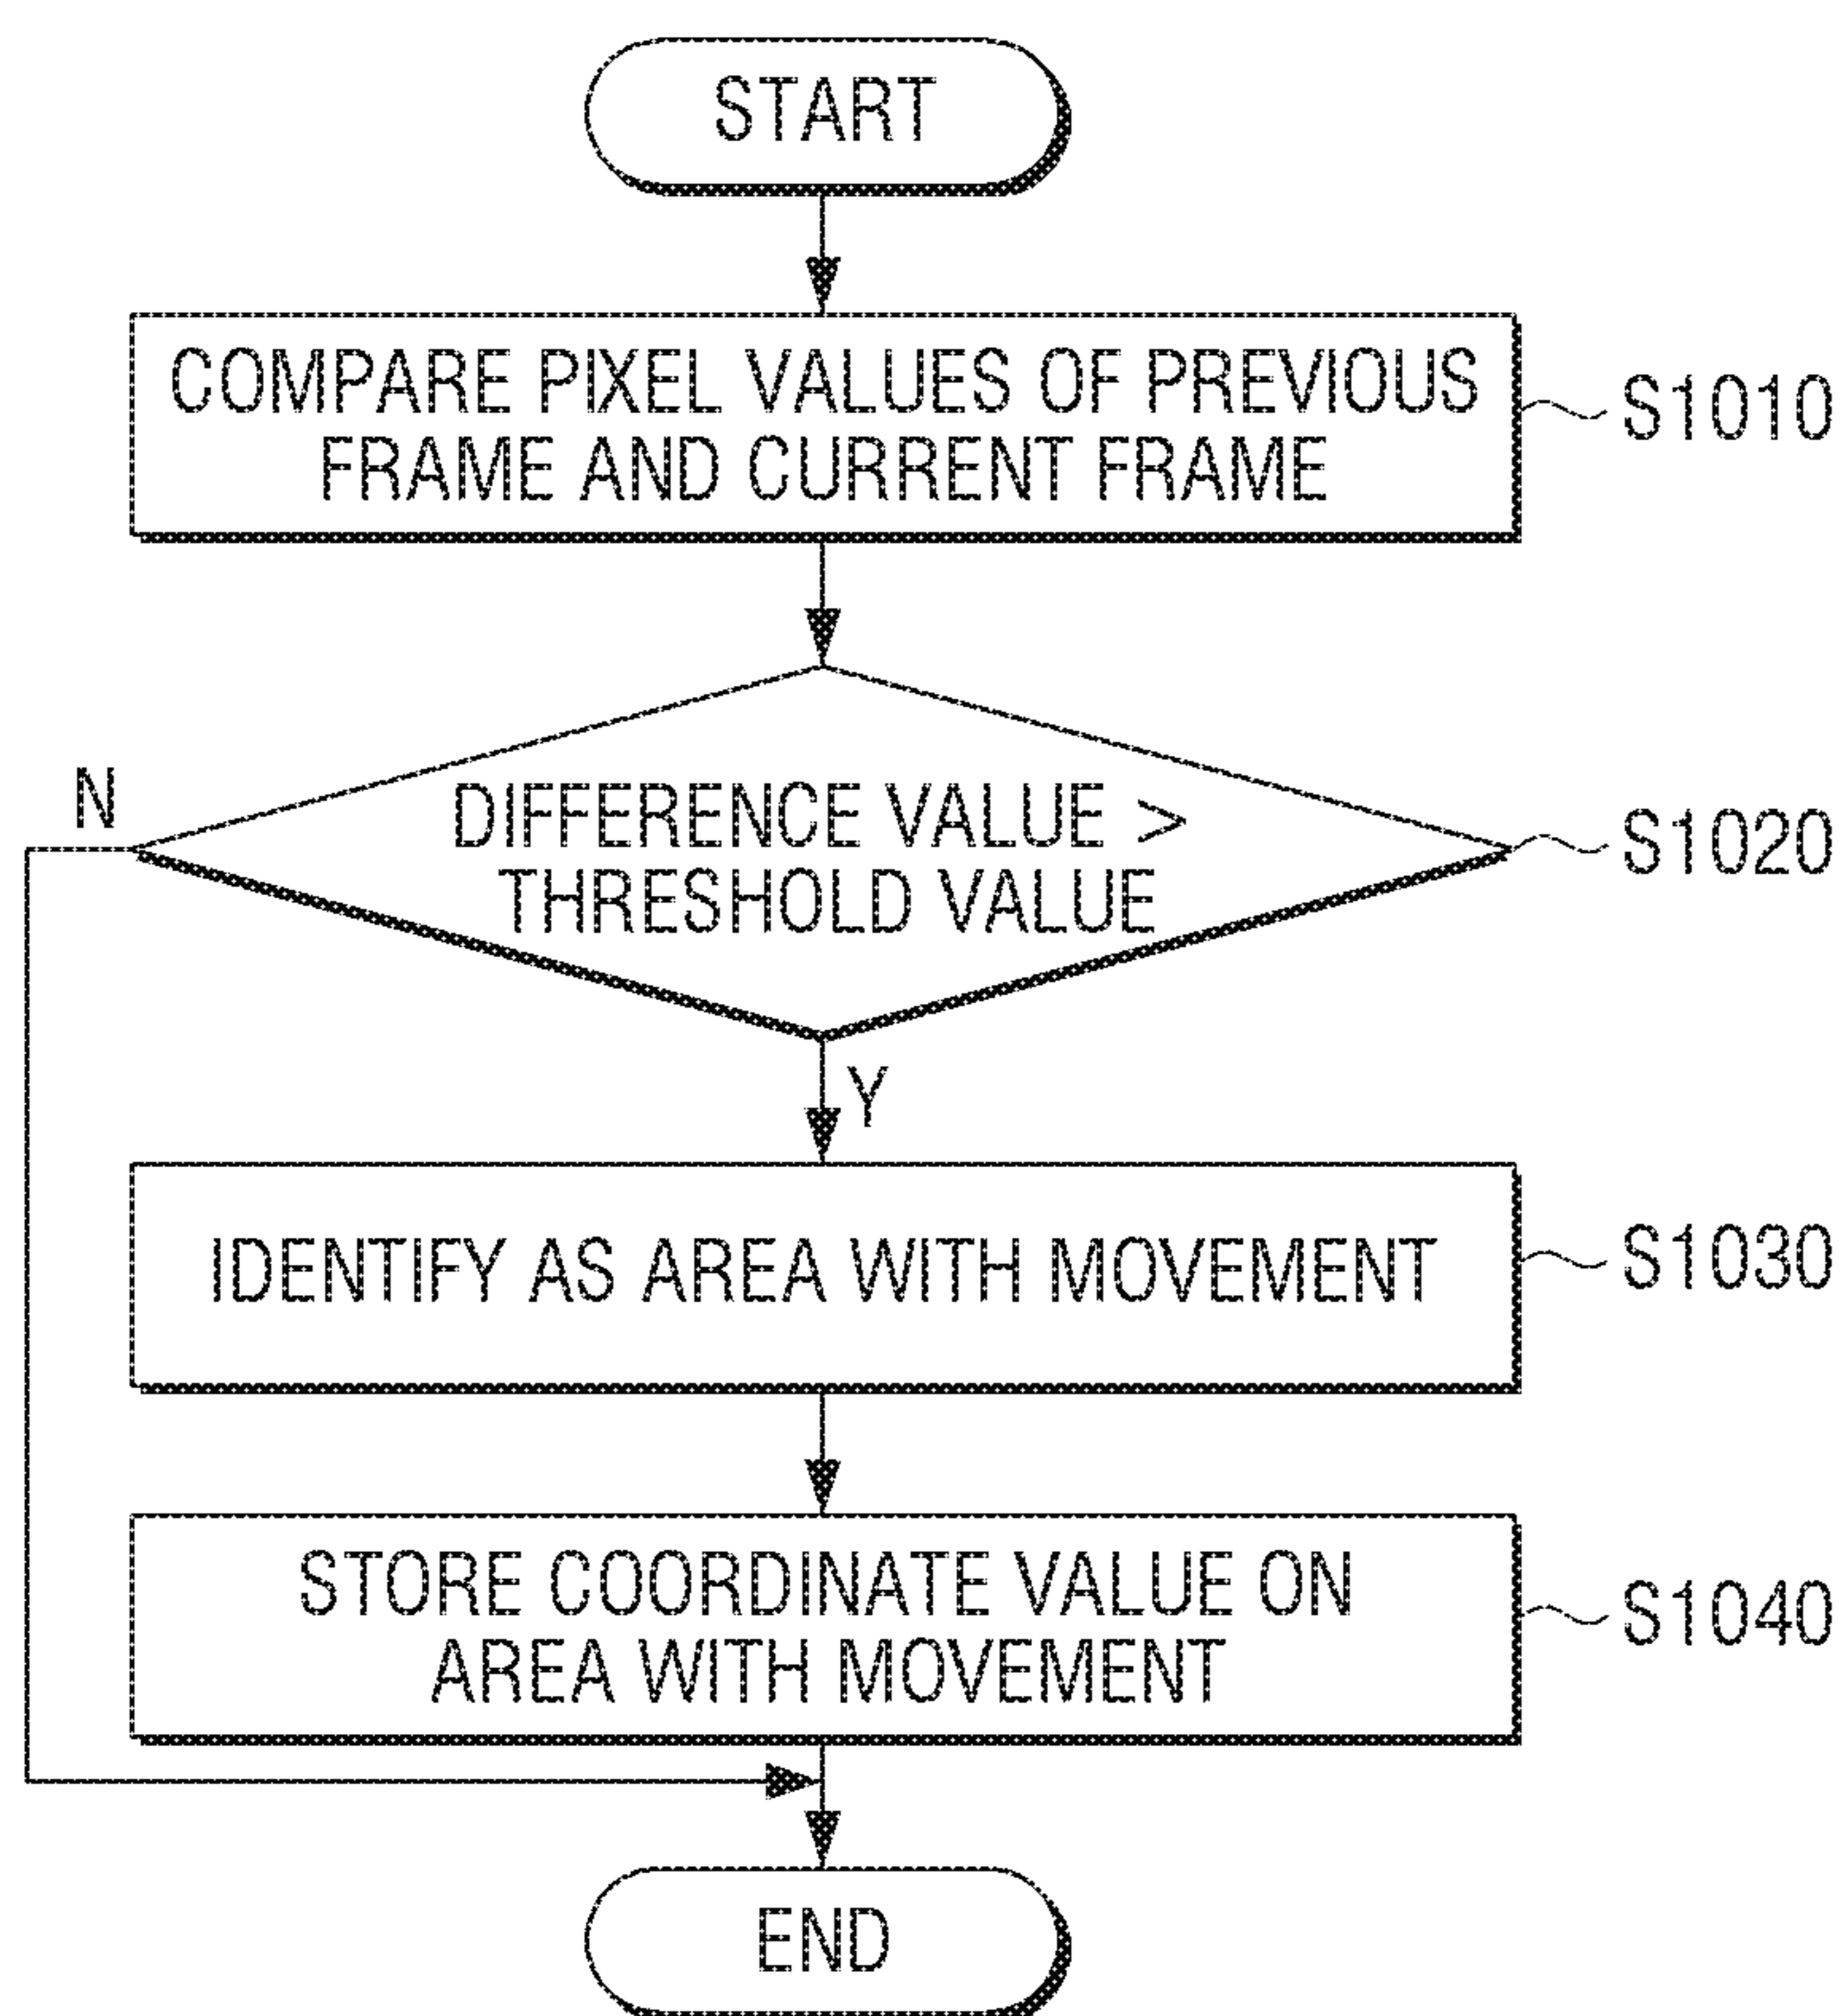 START
COMPARE PIXEL VALUES OF PREVIOUS
FRAME AND CURRENT FRAME
S1010
N
DIFFERENCE VALUE >
THRESHOLD VALUE
S1020
Y
IDENTIFY AS AREA WITH MOVEMENT
S1030
STORE COORDINATE VALUE ON
AREA WITH MOVEMENT
S1040
END